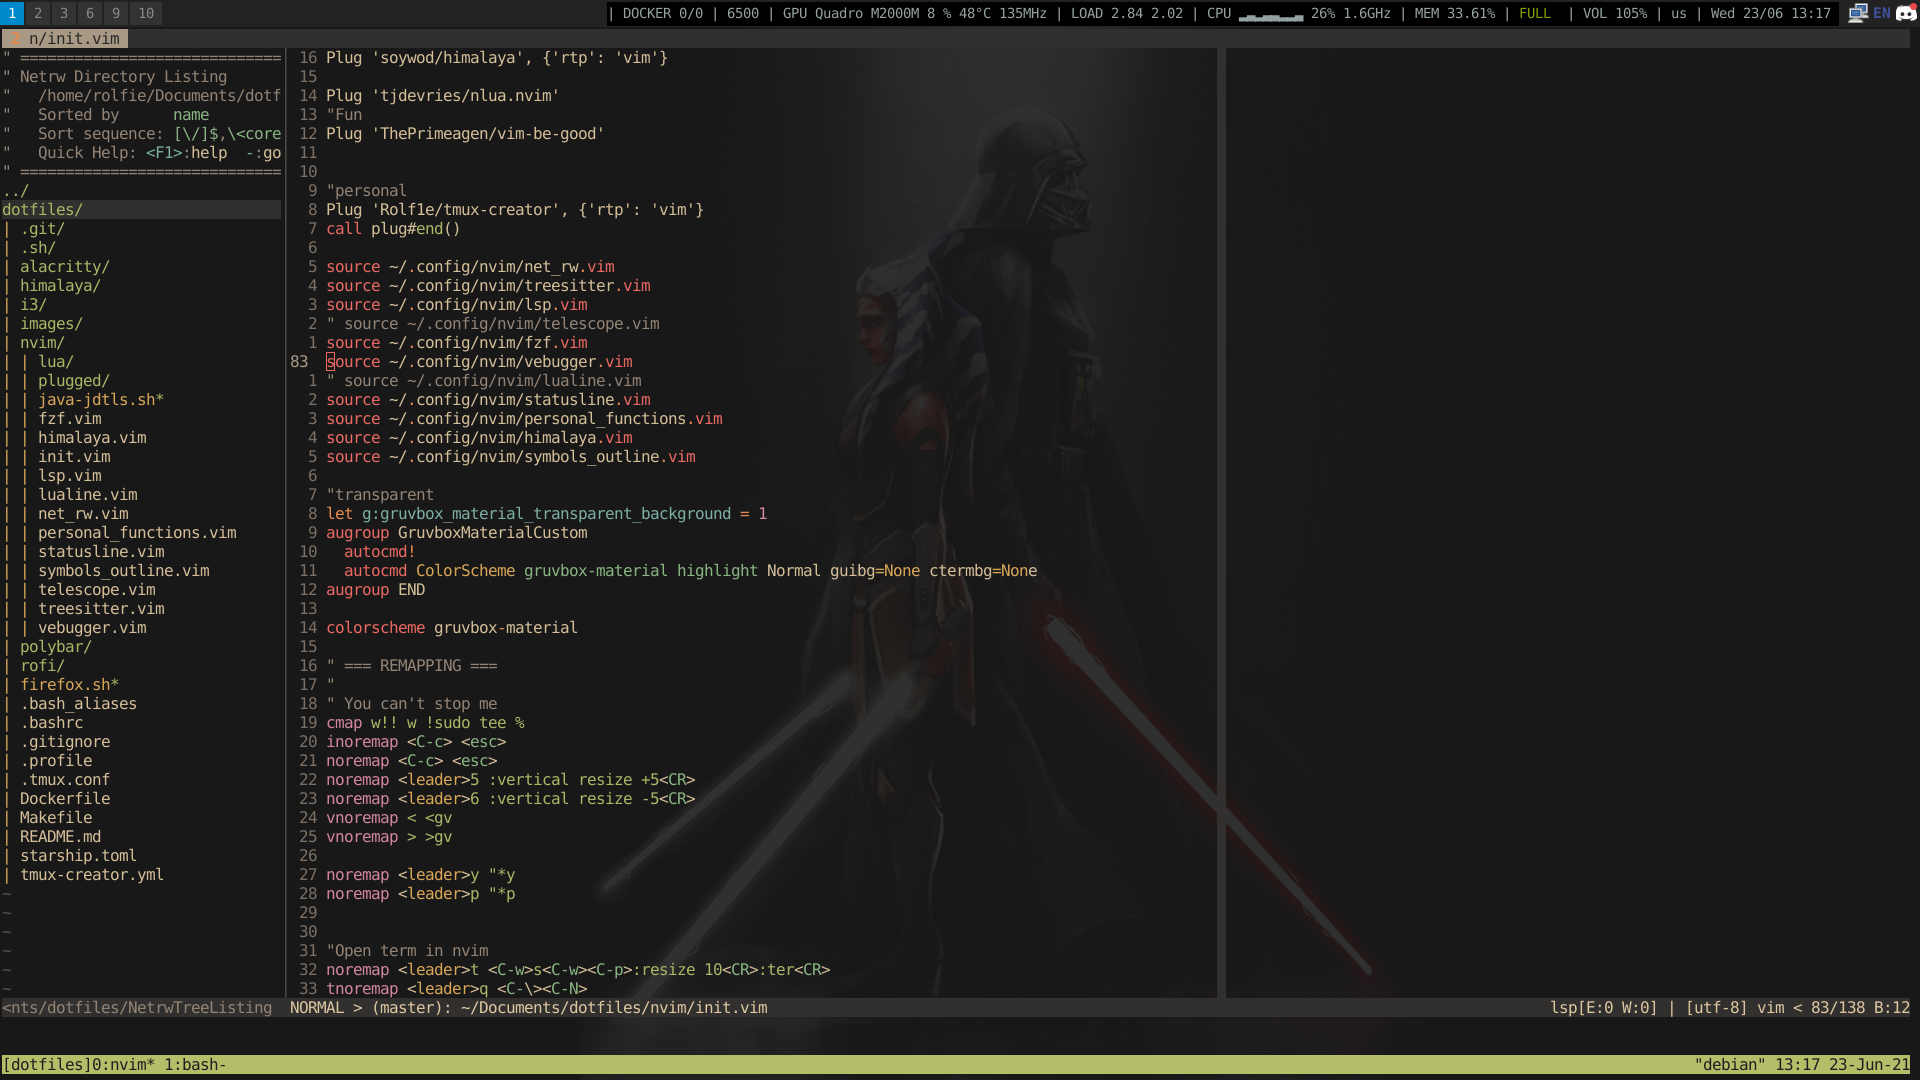 1 2 3 6 9 10 | DOCKER 0/0 | 6500 | GPU Quadro M2000M 8 % 48°C 135MHz | LOAD 2.84 2.02 | CPU 26% 1.6GHz | MEM 33.61% | FULL | VOL 105% | us | Wed 23/06 13:17 EN
2 n/init.vim
" =============================
" Netrw Directory Listing
"   /home/rolfie/Documents/dotf
"   Sorted by      name
"   Sort sequence: [\/]$,\<core
"   Quick Help: <F1>:help  -:go
" =============================
../
dotfiles/
| .git/
| .sh/
| alacritty/
| himalaya/
| i3/
| images/
| nvim/
| | lua/
| | plugged/
| | java-jdtls.sh*
| | fzf.vim
| | himalaya.vim
| | init.vim
| | lsp.vim
| | lualine.vim
| | net_rw.vim
| | personal_functions.vim
| | statusline.vim
| | symbols_outline.vim
| | telescope.vim
| | treesitter.vim
| | vebugger.vim
| polybar/
| rofi/
| firefox.sh*
| .bash_aliases
| .bashrc
| .gitignore
| .profile
| .tmux.conf
| Dockerfile
| Makefile
| README.md
| starship.toml
| tmux-creator.yml
~
~
~
~
~
~
16 Plug 'soywod/himalaya', {'rtp': 'vim'}
15
14 Plug 'tjdevries/nlua.nvim'
13 "Fun
12 Plug 'ThePrimeagen/vim-be-good'
11
10
9 "personal
8 Plug 'Rolf1e/tmux-creator', {'rtp': 'vim'}
7 call plug#end()
6
5 source ~/.config/nvim/net_rw.vim
4 source ~/.config/nvim/treesitter.vim
3 source ~/.config/nvim/lsp.vim
2 " source ~/.config/nvim/telescope.vim
1 source ~/.config/nvim/fzf.vim
83 source ~/.config/nvim/vebugger.vim
1 " source ~/.config/nvim/lualine.vim
2 source ~/.config/nvim/statusline.vim
3 source ~/.config/nvim/personal_functions.vim
4 source ~/.config/nvim/himalaya.vim
5 source ~/.config/nvim/symbols_outline.vim
6
7 "transparent
8 let g:gruvbox_material_transparent_background = 1
9 augroup GruvboxMaterialCustom
10   autocmd!
11   autocmd ColorScheme gruvbox-material highlight Normal guibg=None ctermbg=None
12 augroup END
13
14 colorscheme gruvbox-material
15
16 " === REMAPPING ===
17 "
18 " You can't stop me
19 cmap w!! w !sudo tee %
20 inoremap <C-c> <esc>
21 noremap <C-c> <esc>
22 noremap <leader>5 :vertical resize +5<CR>
23 noremap <leader>6 :vertical resize -5<CR>
24 vnoremap < <gv
25 vnoremap > >gv
26
27 noremap <leader>y "*y
28 noremap <leader>p "*p
29
30
31 "Open term in nvim
32 noremap <leader>t <C-w>s<C-w><C-p>:resize 10<CR>:ter<CR>
33 tnoremap <leader>q <C-\><C-N>
<nts/dotfiles/NetrwTreeListing  NORMAL > (master): ~/Documents/dotfiles/nvim/init.vim lsp[E:0 W:0] | [utf-8] vim < 83/138 B:12
[dotfiles]0:nvim* 1:bash- "debian" 13:17 23-Jun-21